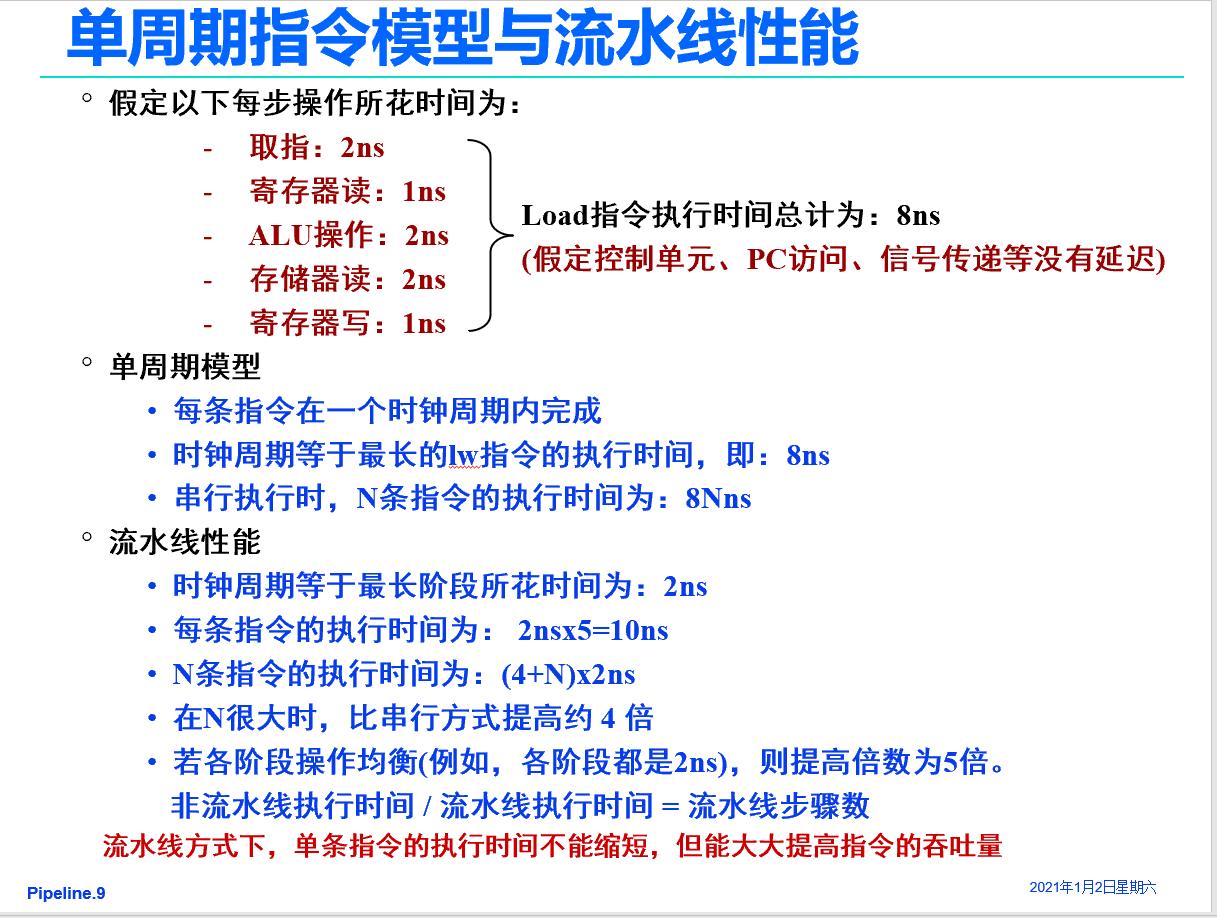 单周期指令模型与流水线性能
° 假定以下每步操作所花时间为：
- 取指：2ns
- 寄存器读：1ns
- ALU操作：2ns
- 存储器读：2ns
- 寄存器写：1ns
Load指令执行时间总计为：8ns
(假定控制单元、PC访问、信号传递等没有延迟)
° 单周期模型
• 每条指令在一个时钟周期内完成
• 时钟周期等于最长的lw指令的执行时间，即：8ns
• 串行执行时，N条指令的执行时间为：8Nns
° 流水线性能
• 时钟周期等于最长阶段所花时间为：2ns
• 每条指令的执行时间为： 2nsx5=10ns
• N条指令的执行时间为：(4+N)x2ns
• 在N很大时，比串行方式提高约 4 倍
• 若各阶段操作均衡(例如，各阶段都是2ns)，则提高倍数为5倍。
非流水线执行时间 / 流水线执行时间 = 流水线步骤数
流水线方式下，单条指令的执行时间不能缩短，但能大大提高指令的吞吐量
Pipeline.9
2021年1月2日星期六